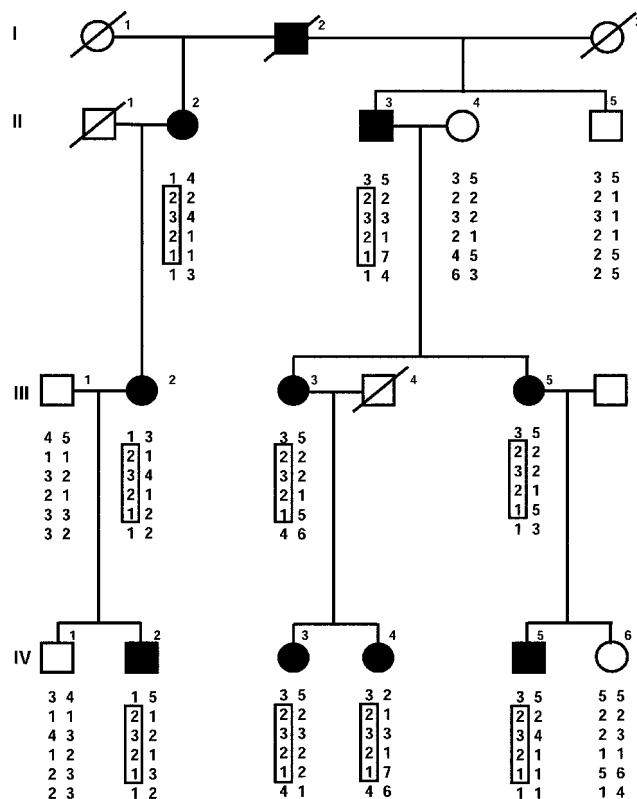 I 1 2 3
II 1 2 3 4 5
1 4 3 5 3 5 3 5
2 2 2 2 2 2 2 1
3 4 3 3 3 2 3 1
2 1 2 1 2 1 2 1
1 1 1 7 4 5 2 5
1 3 1 4 6 3 2 5
III 1 2 3 4 5
4 5 1 3 3 5 3 5
1 1 2 1 2 2 2 2
3 2 3 4 3 2 3 2
2 1 2 1 2 1 2 1
3 3 1 2 1 5 1 5
3 2 1 2 4 6 1 3
IV 1 2 3 4 5 6
3 4 1 5 3 5 3 2 3 5 5 5
1 1 2 1 2 2 2 1 2 2 2 2
4 3 3 2 3 2 3 3 3 4 2 3
1 2 2 1 2 1 2 1 2 1 1 1
2 3 1 3 1 2 1 7 1 1 5 6
2 3 1 2 4 1 4 6 1 1 1 4